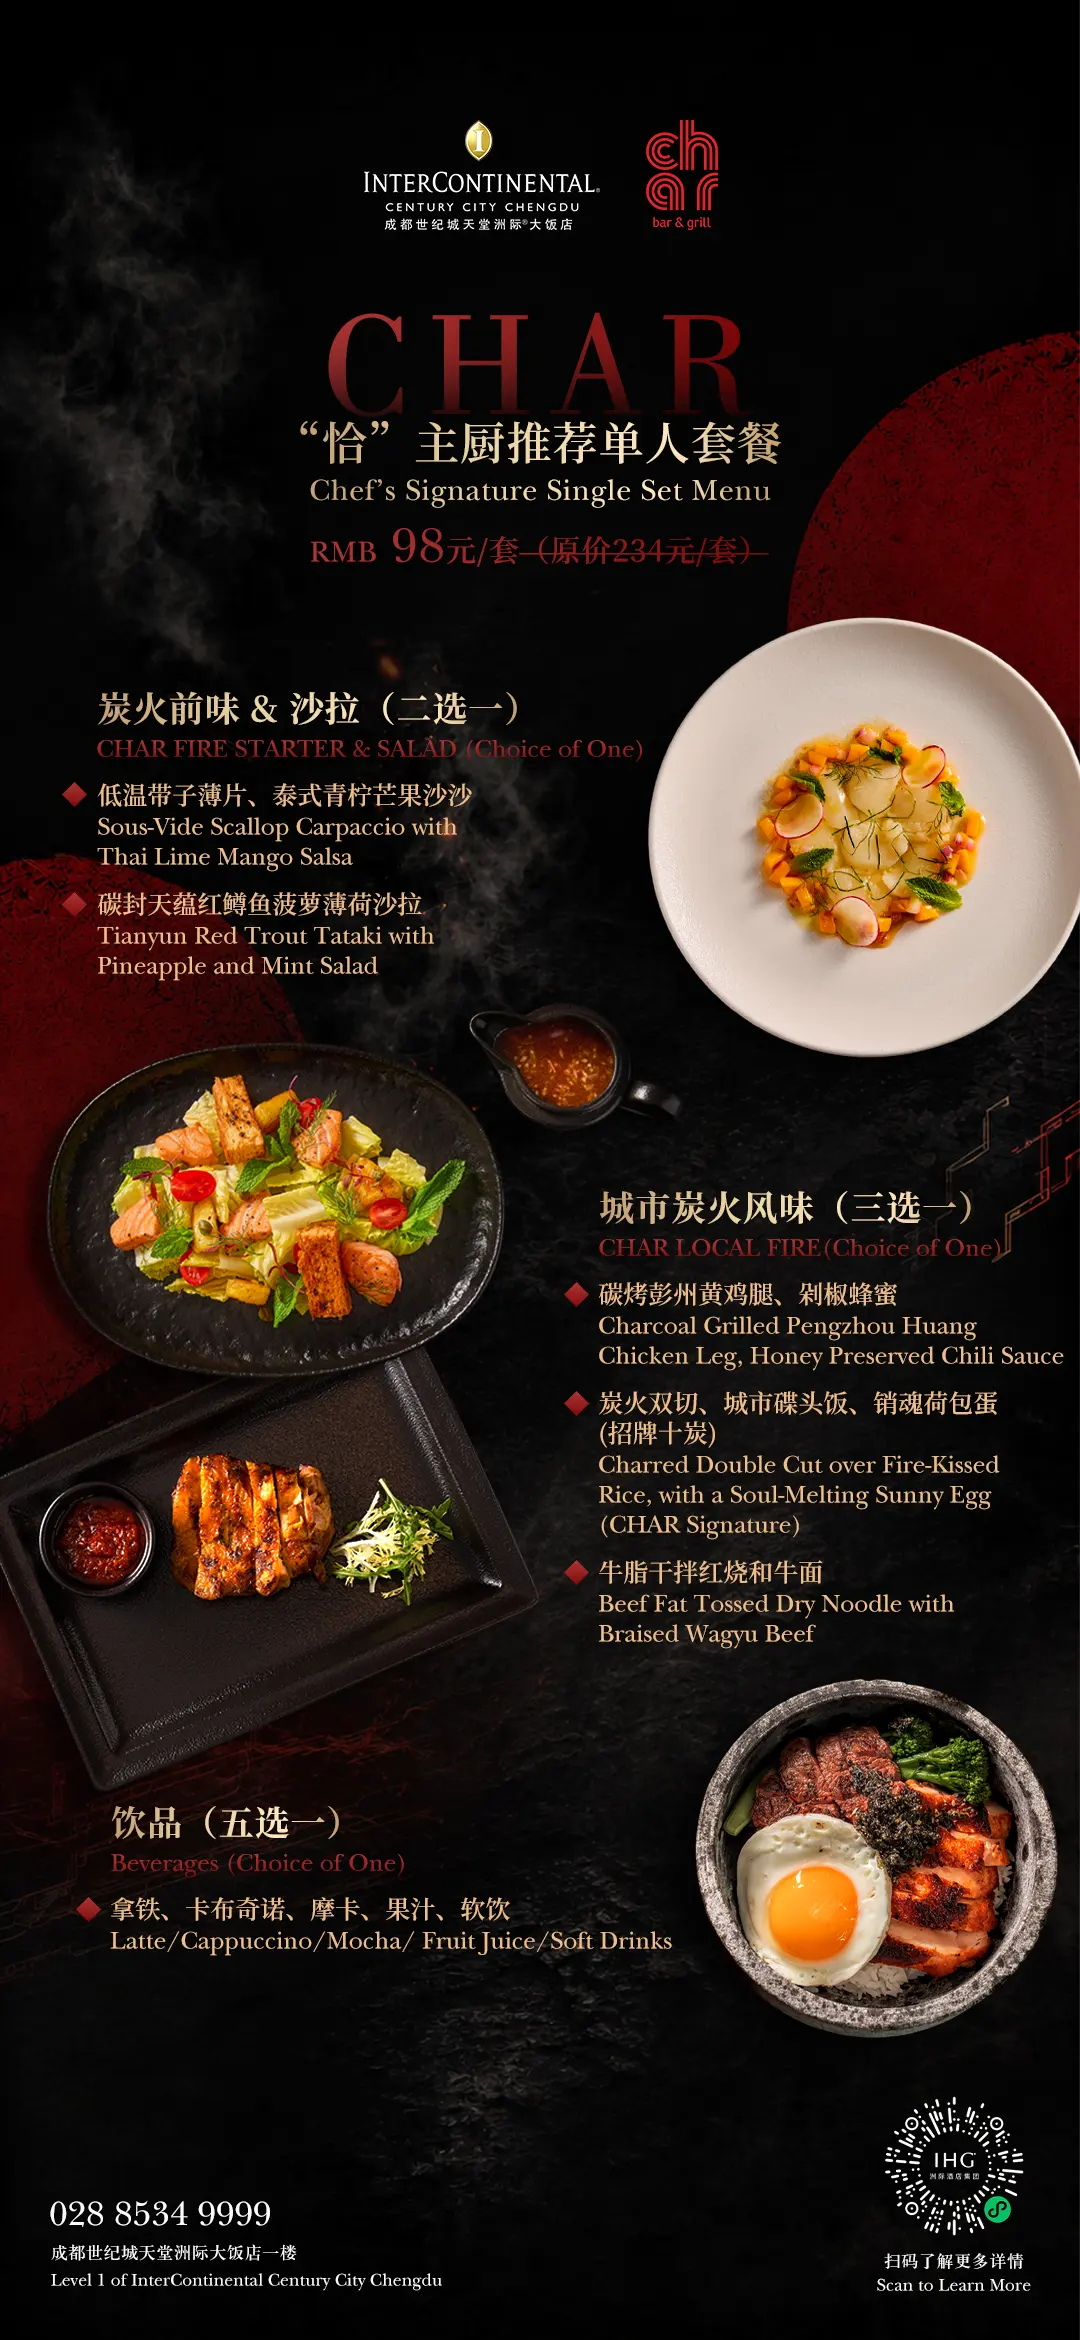 INTERCONTINENTAL®
CENTURY CITY CHENGDU
成都世纪城天堂洲际®大饭店
char
bar & grill
CHAR
“恰”主厨推荐单人套餐
Chef’s Signature Single Set Menu
RMB 98元/套（原价234元/套）
炭火前味 & 沙拉（二选一）
CHAR FIRE STARTER & SALAD (Choice of One)
低温带子薄片、泰式青柠芒果沙沙
Sous-Vide Scallop Carpaccio with
Thai Lime Mango Salsa
碳封天蕴红鳟鱼菠萝薄荷沙拉
Tianyun Red Trout Tataki with
Pineapple and Mint Salad
城市炭火风味（三选一）
CHAR LOCAL FIRE(Choice of One)
碳烤彭州黄鸡腿、剁椒蜂蜜
Charcoal Grilled Pengzhou Huang
Chicken Leg, Honey Preserved Chili Sauce
炭火双切、城市碟头饭、销魂荷包蛋
(招牌十炭)
Charred Double Cut over Fire-Kissed
Rice, with a Soul-Melting Sunny Egg
(CHAR Signature)
牛脂干拌红烧和牛面
Beef Fat Tossed Dry Noodle with
Braised Wagyu Beef
饮品（五选一）
Beverages (Choice of One)
拿铁、卡布奇诺、摩卡、果汁、软饮
Latte/Cappuccino/Mocha/ Fruit Juice/Soft Drinks
IHG
洲际酒店集团
028 8534 9999
成都世纪城天堂洲际大饭店一楼
Level 1 of InterContinental Century City Chengdu
扫码了解更多详情
Scan to Learn More